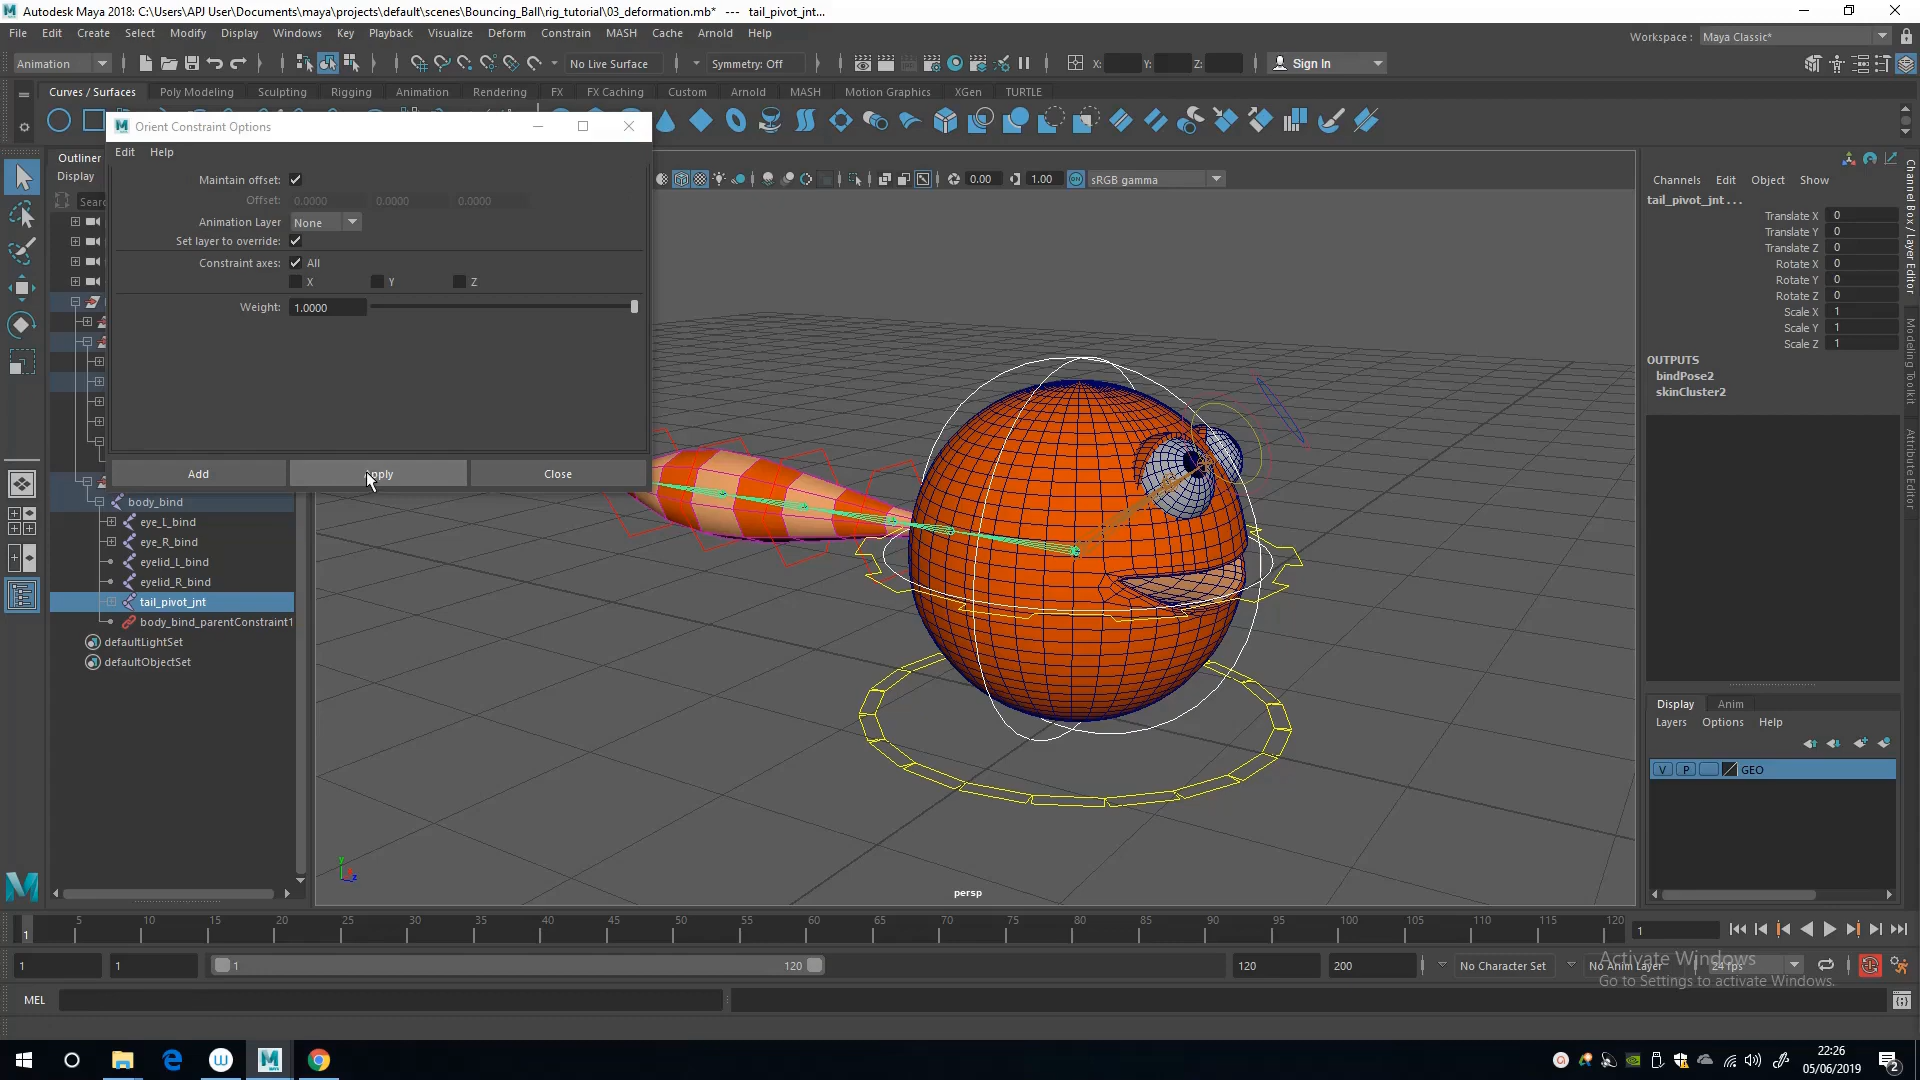 Autodesk Maya 2018: C:\Users\APJ User\Documents\maya\projects\default\scenes\Bouncing_Ball\rig_tutorial\03_deformation.mb* --- tail_pivot_jnt...
File Edit Create Select Modify Display Windows Key Playback Visualize Deform Constrain MASH Cache Arnold Help
Workspace : Maya Classic*
Animation No Live Surface Symmetry: Off X: Y: Z: Sign In
Curves / Surfaces Poly Modeling Sculpting Rigging Animation Rendering FX FX Caching Custom Arnold MASH Motion Graphics XGen TURTLE
Orient Constraint Options
Edit Help
Maintain offset:
Offset: 0.0000 0.0000 0.0000
Animation Layer None
Set layer to override:
Constraint axes: All
X Y Z
Weight: 1.0000
Add Close
Outliner
Display
Sear
body_bind
eye_L_bind
eye_R_bind
eyelid_L_bind
eyelid_R_bind
tail_pivot_jnt
body_bind_parentConstraint1
defaultLightSet
defaultObjectSet
0.00 1.00 ON sRGB gamma
persp
y
z
Channels Edit Object Show
tail_pivot_jnt . . .
Translate X 0
Translate Y 0
Translate Z 0
Rotate X 0
Rotate Y 0
Rotate Z 0
Scale X 1
Scale Y 1
Scale Z 1
OUTPUTS
bindPose2
skinCluster2
Channel Box / Layer Editor
Modeling Toolkit
Attribute Editor
Display Anim
Layers Options Help
V P GEO
1 5 10 15 20 25 30 35 40 45 50 55 60 65 70 75 80 85 90 95 100 105 110 115 120 1
1 1 1 120 120 200 No Character Set No Anim Layer 24 fps
Activate Windows
Go to Settings to activate Windows.
MEL
22:26
05/06/2019
2